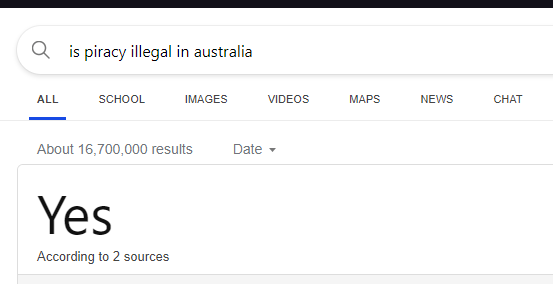 is piracy illegal in australia
ALL SCHOOL IMAGES VIDEOS MAPS NEWS CHAT
About 16,700,000 results Date
Yes
According to 2 sources